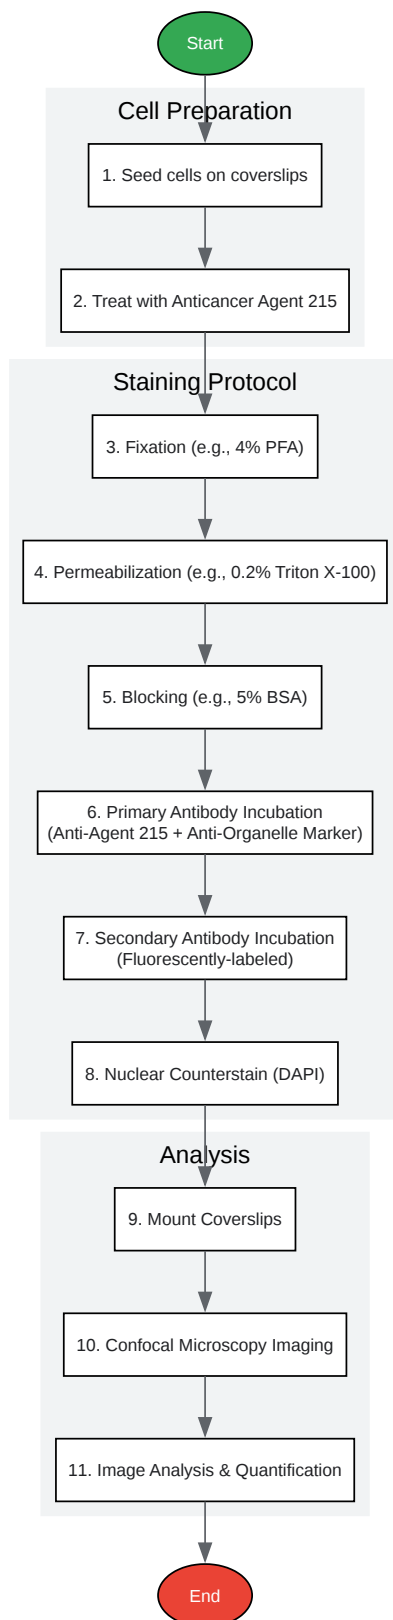 Start
Cell Preparation
1. Seed cells on coverslips
2. Treat with Anticancer Agent 215
Staining Protocol
3. Fixation (e.g., 4% PFA)
4. Permeabilization (e.g., 0.2% Triton X-100)
5. Blocking (e.g., 5% BSA)
6. Primary Antibody Incubation
(Anti-Agent 215 + Anti-Organelle Marker)
7. Secondary Antibody Incubation
(Fluorescently-labeled)
8. Nuclear Counterstain (DAPI)
Analysis
9. Mount Coverslips
10. Confocal Microscopy Imaging
11. Image Analysis & Quantification
End